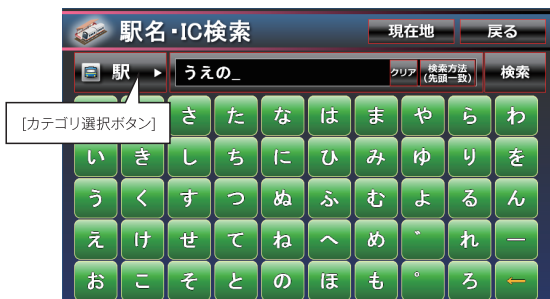 駅名・IC検索 現在地 戻る
駅 うえの_ クリア 検索方法(先頭一致) 検索
[カテゴリ選択ボタン]
さ た な は ま や ら わ
い き し ち に ひ み ゆ り を
う く す つ ぬ ふ む よ る ん
え け せ て ね へ め ゛ れ ー
お こ そ と の ほ も ゜ ろ ←